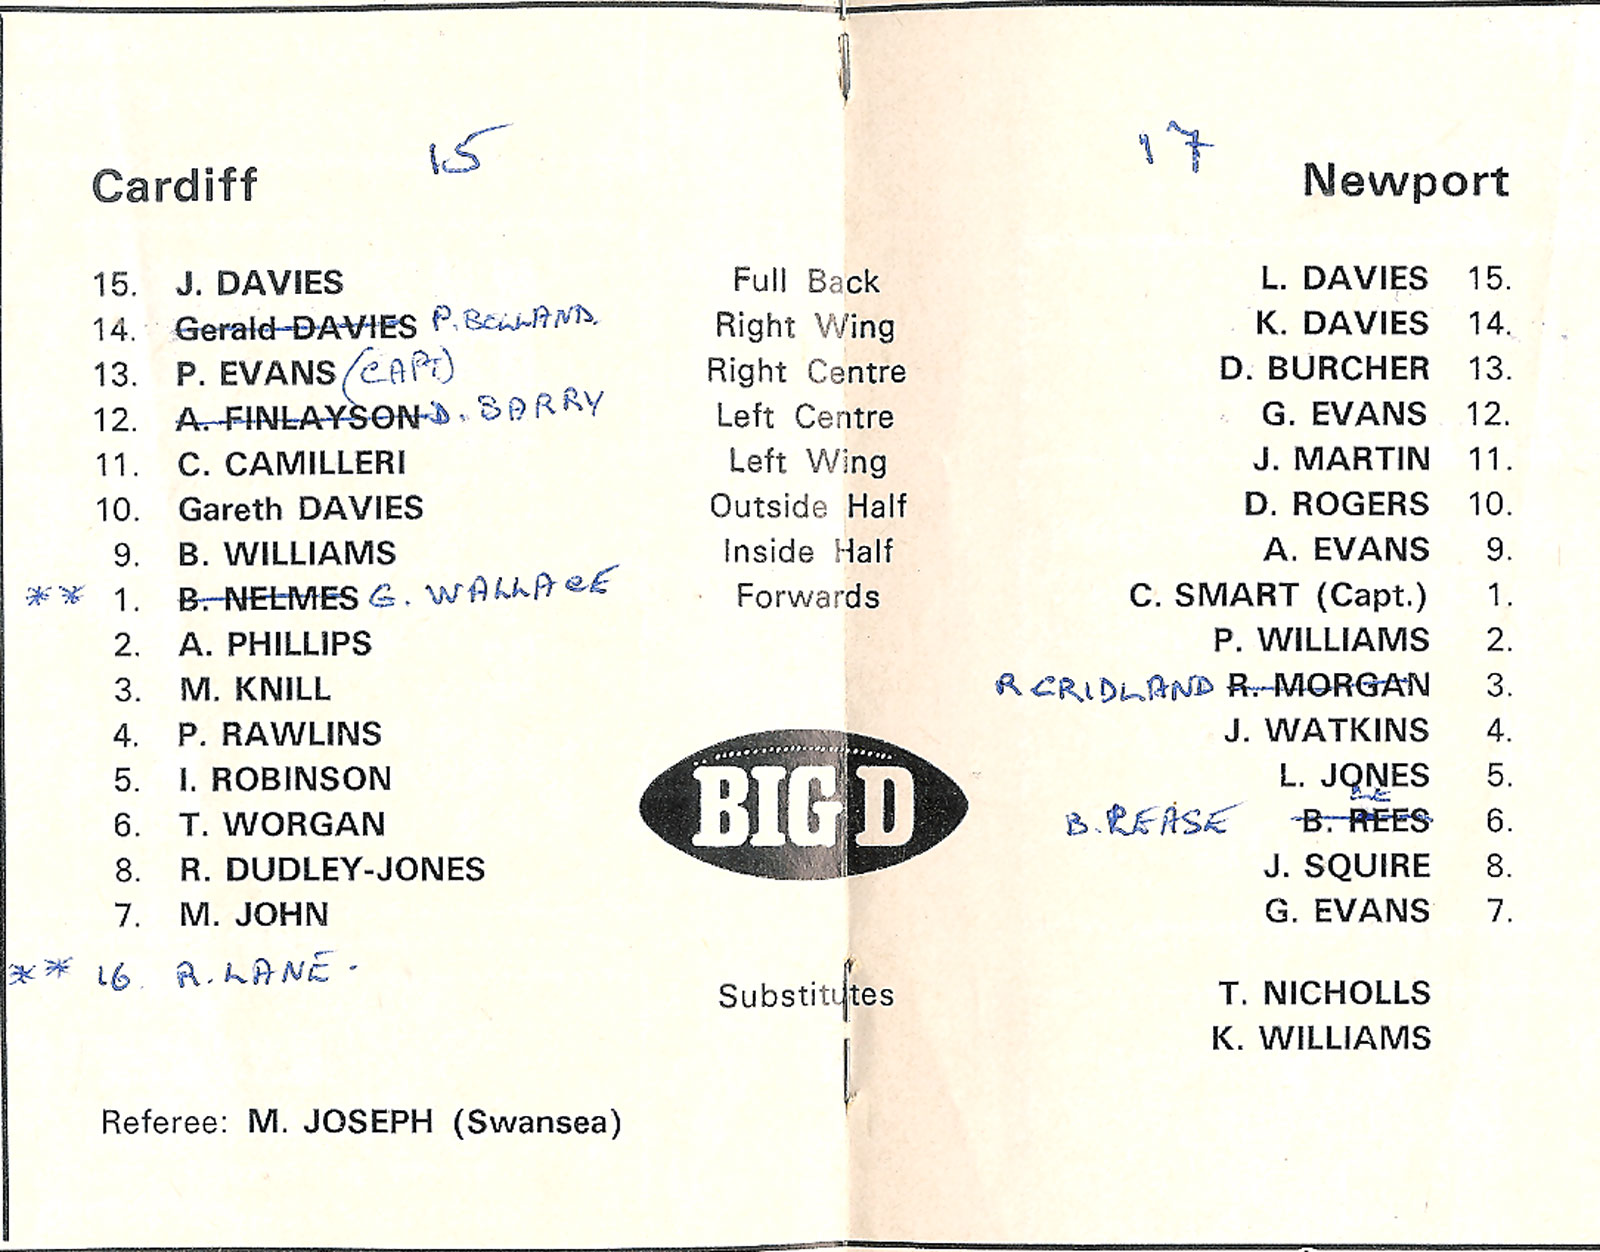 15 17
Cardiff Newport
15. J. DAVIES Full Back L. DAVIES 15.
14. Gerald DAVIES P. BOLLAND. Right Wing K. DAVIES 14.
13. P. EVANS (CAPT) Right Centre D. BURCHER 13.
12. A. FINLAYSON D. BARRY Left Centre G. EVANS 12.
11. C. CAMILLERI Left Wing J. MARTIN 11.
10. Gareth DAVIES Outside Half D. ROGERS 10.
9. B. WILLIAMS Inside Half A. EVANS 9.
** 1. B. NELMES G. WALLACE Forwards C. SMART (Capt.) 1.
2. A. PHILLIPS P. WILLIAMS 2.
3. M. KNILL R CRIDLAND R. MORGAN 3.
4. P. RAWLINS J. WATKINS 4.
5. I. ROBINSON L. JONES 5.
6. T. WORGAN B. REASE B. REES 6.
8. R. DUDLEY-JONES J. SQUIRE 8.
7. M. JOHN G. EVANS 7.
BIG D
** 16. R. LANE.
Substitutes T. NICHOLLS
K. WILLIAMS
Referee: M. JOSEPH (Swansea)